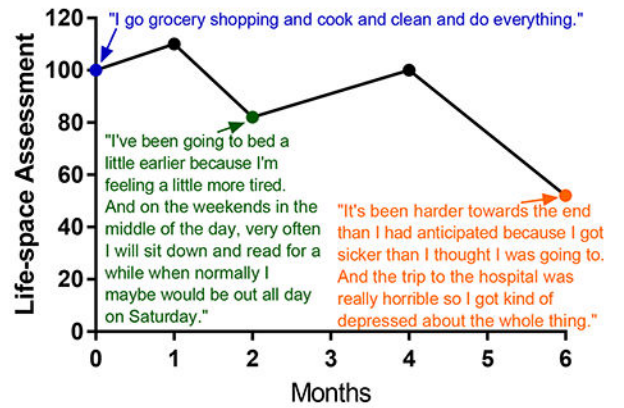 120
"I go grocery shopping and cook and clean and do everything."
100
80
60
40
20
0
Life-space Assessment
"I've been going to bed a
little earlier because I'm
feeling a little more tired.
And on the weekends in the
middle of the day, very often
I will sit down and read for a
while when normally I
maybe would be out all day
on Saturday."
"It's been harder towards the end
than I had anticipated because I got
sicker than I thought I was going to.
And the trip to the hospital was
really horrible so I got kind of
depressed about the whole thing."
0 1 2 3 4 5 6
Months